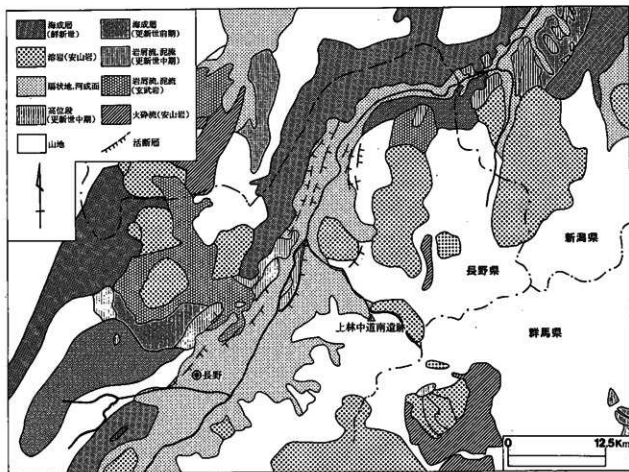 海成層
(鮮新世)
海成層
(更新世前期)
溶岩(安山岩)
岩屑流,泥流
(更新世中期)
扇状地,河成面
岩屑流,泥流
(玄武岩)
高位段
(更新世中期)
火砕流(安山岩)
山地
活断層
新潟県
長野県
群馬県
上林中道南遺跡
長野
0
12.5Km